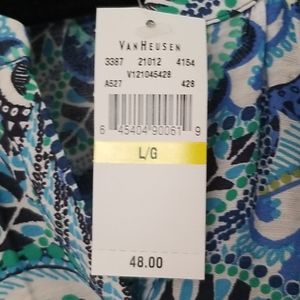 VAN HEUSEN
3387 21012 4154
V121045428
A527 428
6 45404 90061 9
L/G
48.00